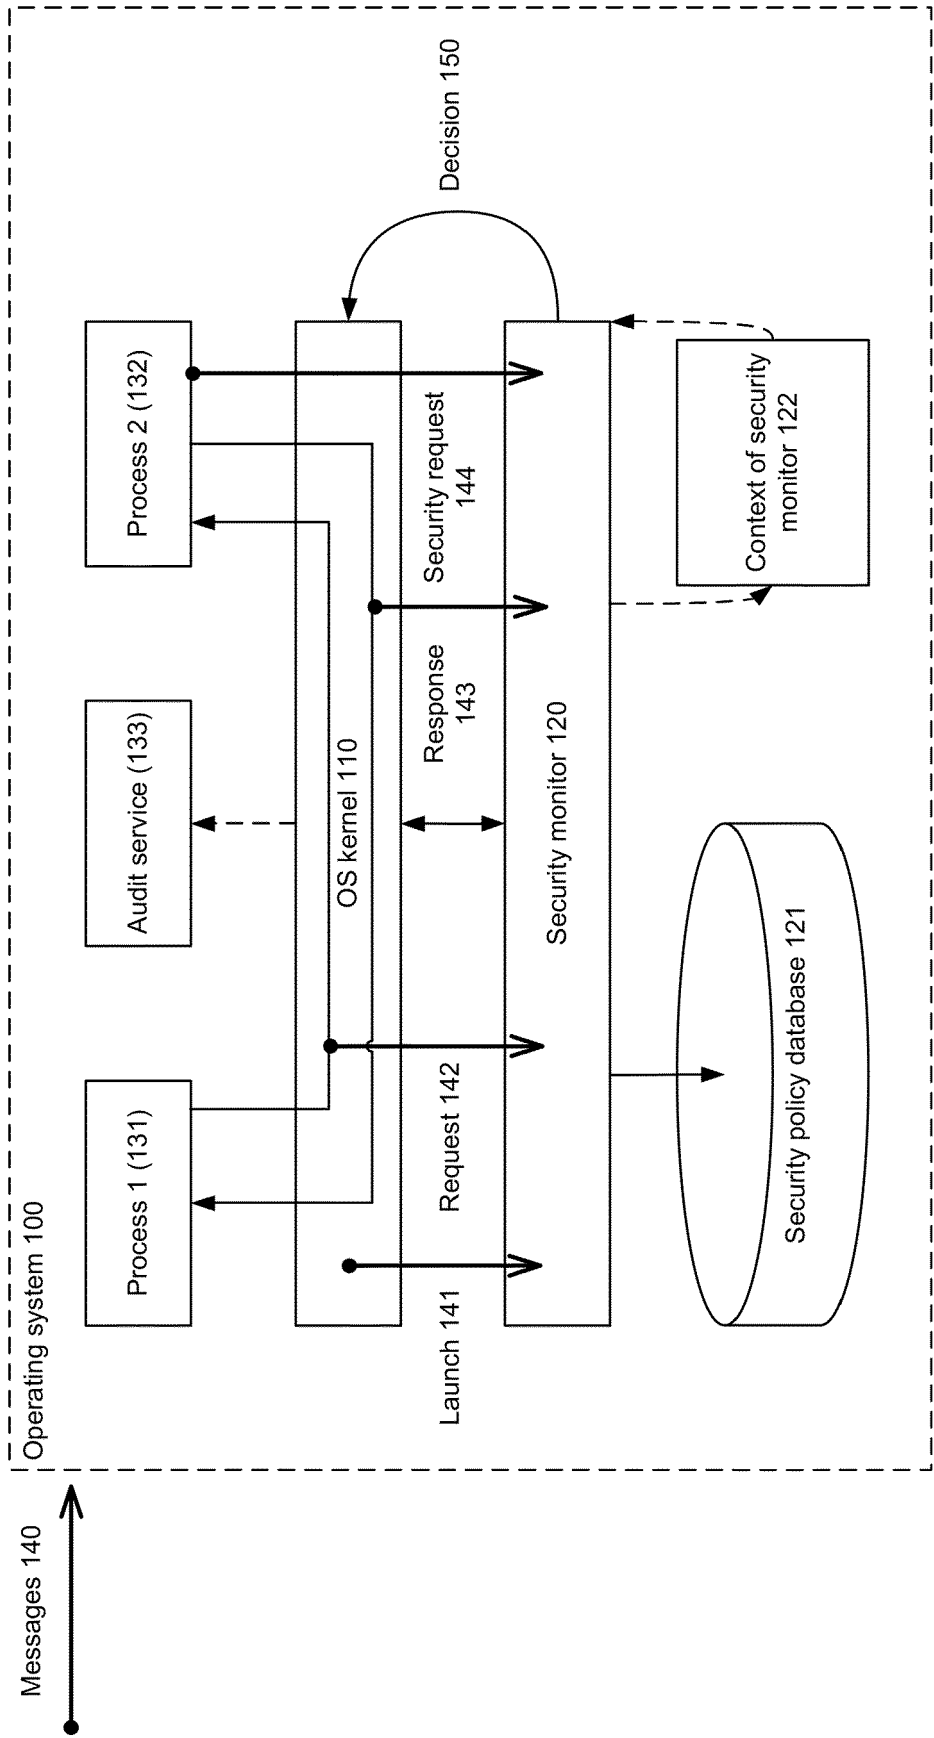 Messages 140
Operating system 100
Process 1 (131)
Audit service (133)
Process 2 (132)
OS kernel 110
Launch 141
Request 142
Response
143
Security request
144
Decision 150
Security monitor 120
Security policy database 121
Context of security
monitor 122